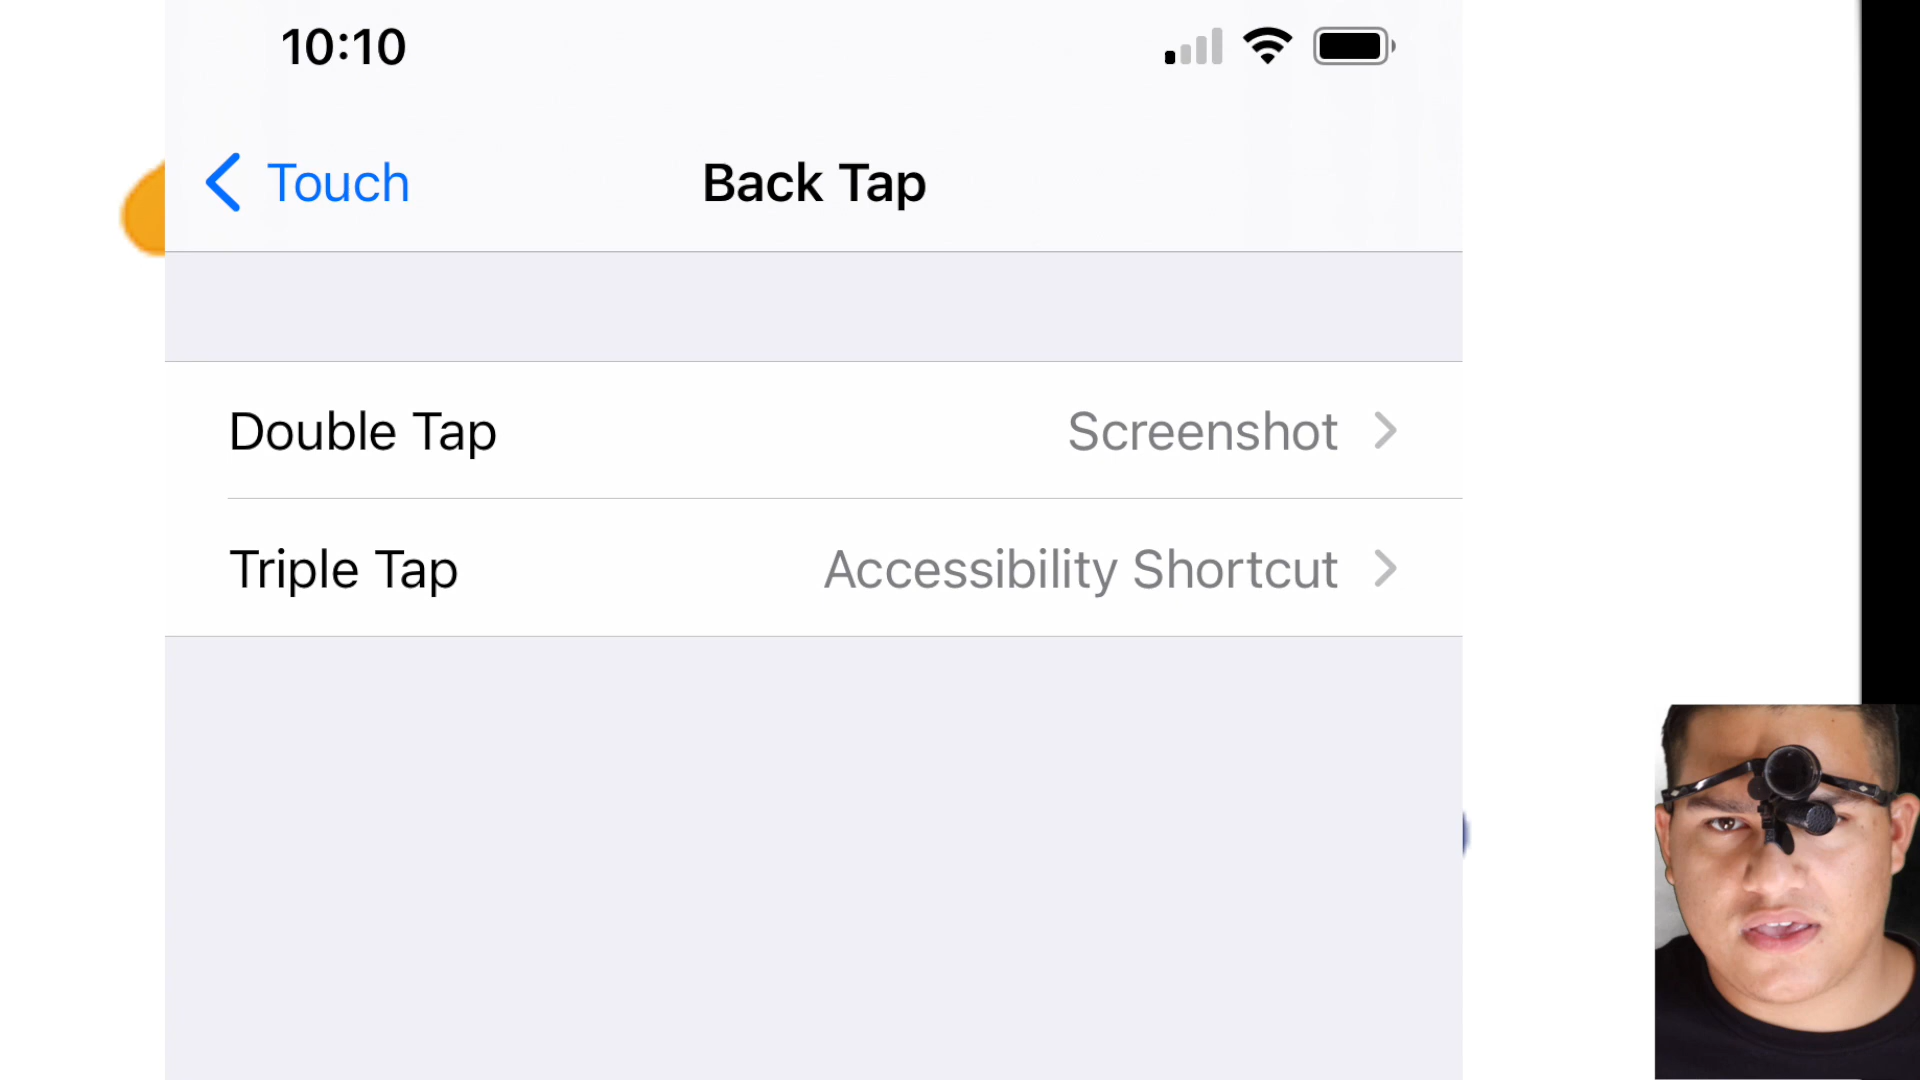 10:10
Touch
Back Tap
Double Tap Screenshot
Triple Tap Accessibility Shortcut